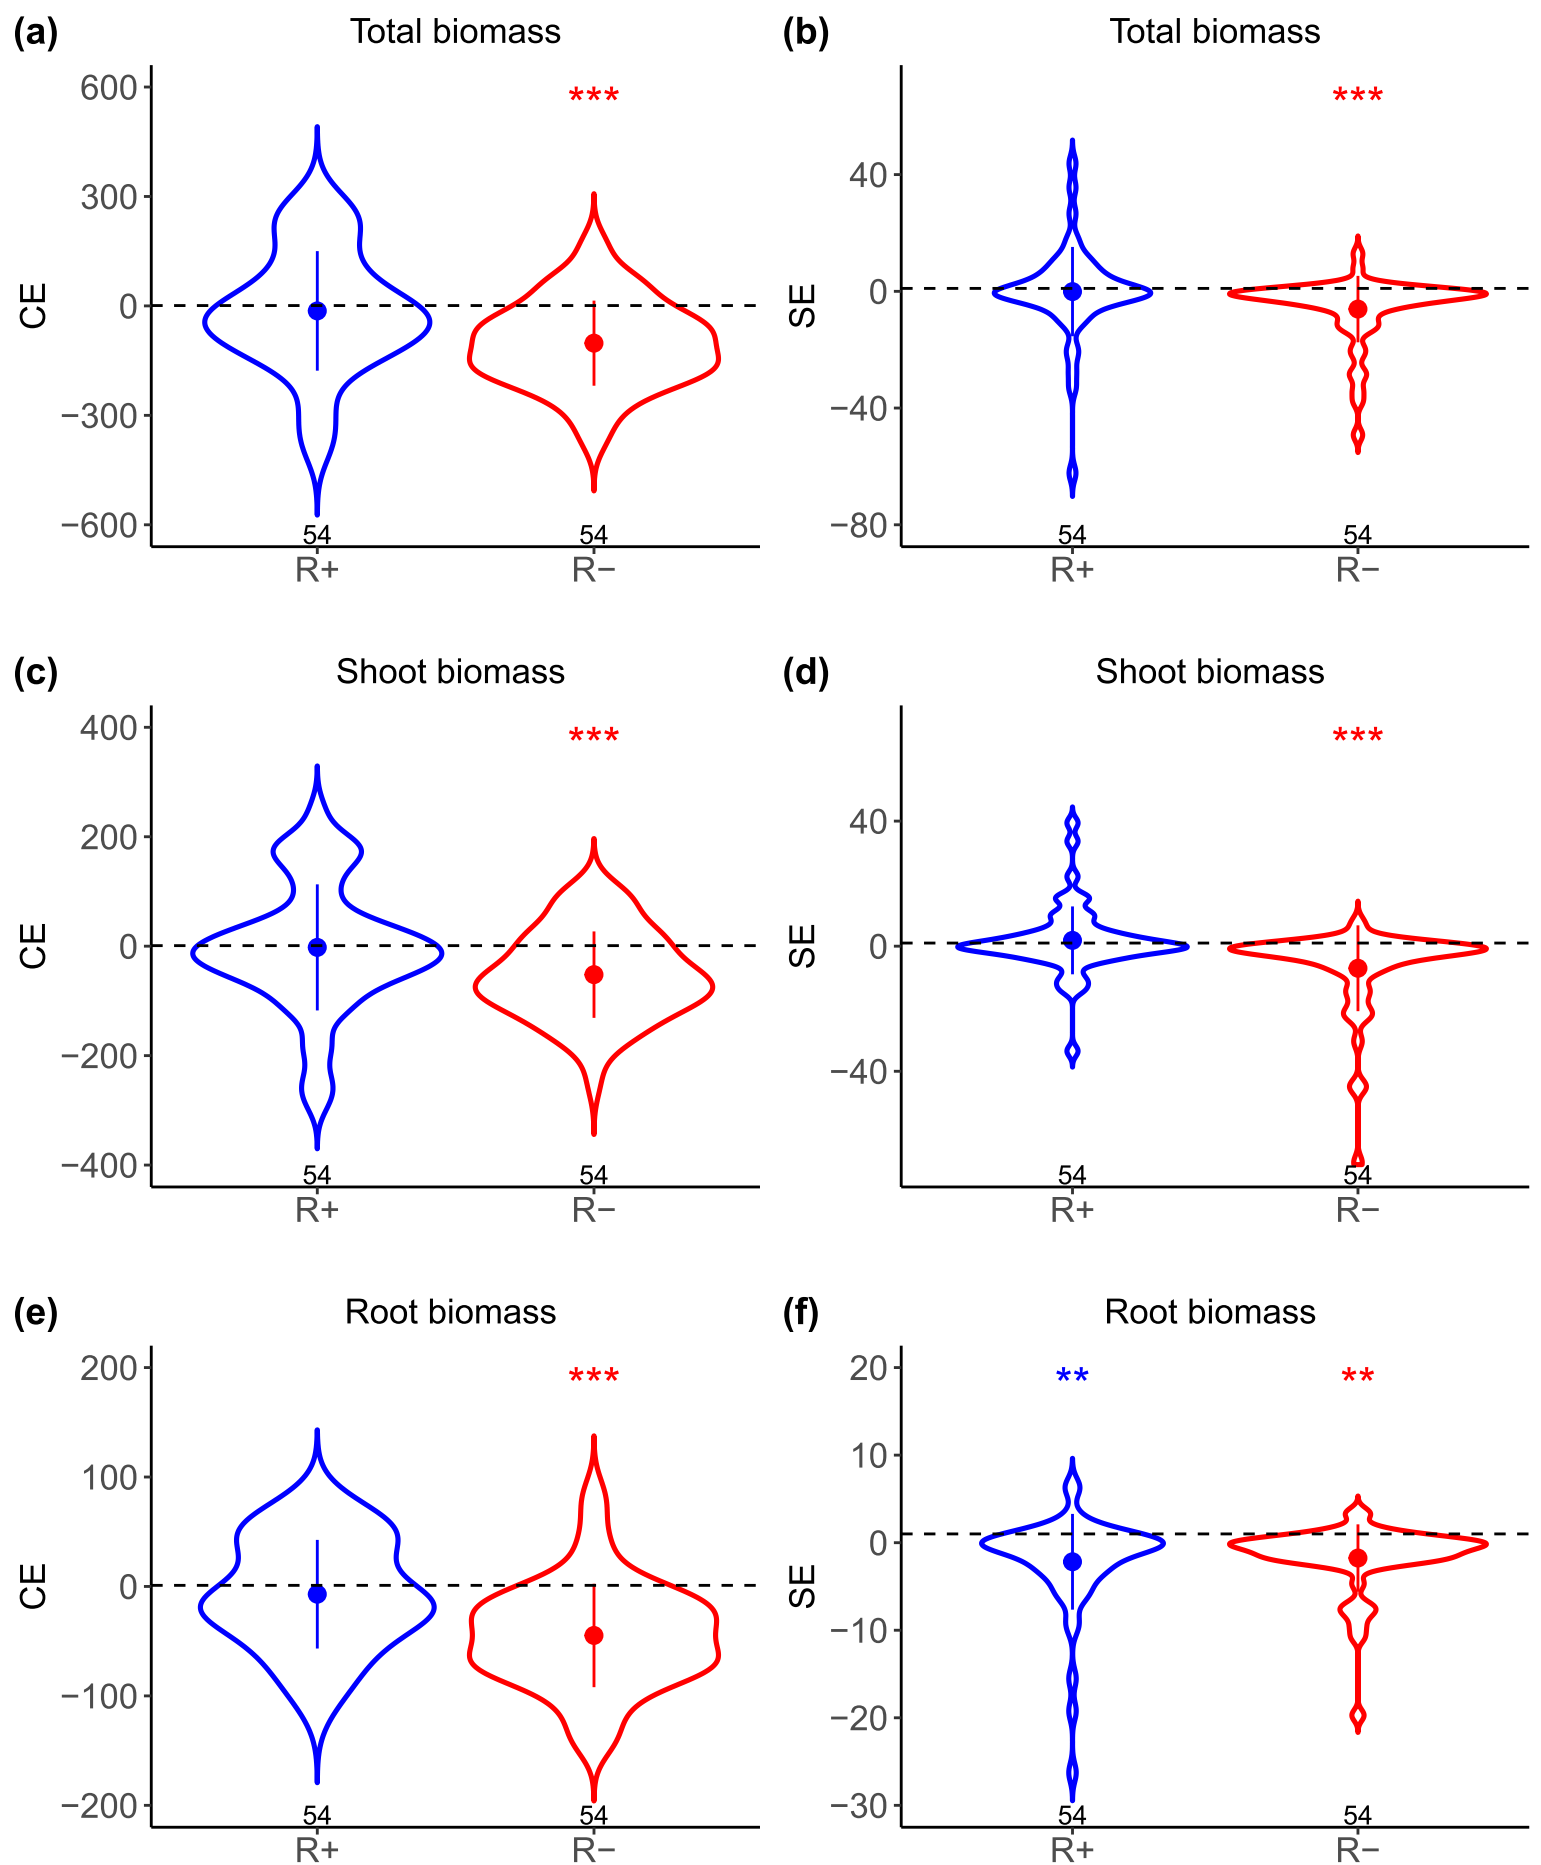 (a) Total biomass
CE
600
300
0
−300
−600
***
54 54
R+ R−
(b) Total biomass
SE
40
0
−40
−80
***
54 54
R+ R−
(c) Shoot biomass
CE
400
200
0
−200
−400
***
54 54
R+ R−
(d) Shoot biomass
SE
40
0
−40
***
54 54
R+ R−
(e) Root biomass
CE
200
100
0
−100
−200
***
54 54
R+ R−
(f) Root biomass
SE
20
10
0
−10
−20
−30
** **
54 54
R+ R−